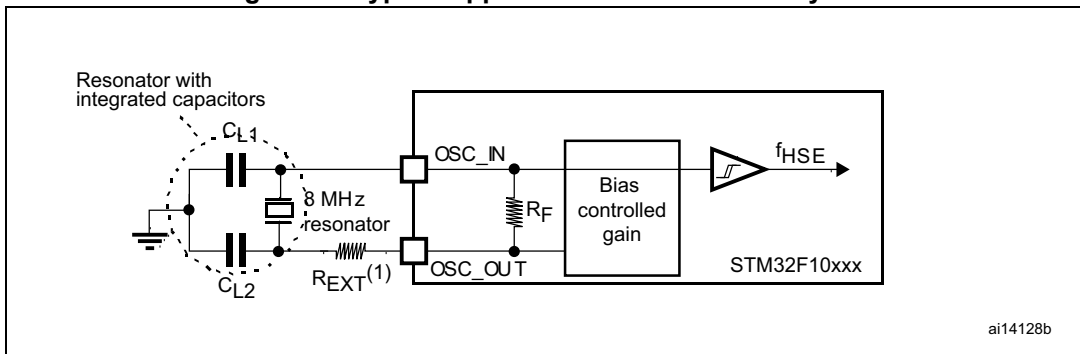 Resonator with
integrated capacitors
CL1
OSC_IN
fHSE
8 MHz
resonator
RF
Bias
controlled
gain
REXT(1)
OSC_OUT
STM32F10xxx
CL2
ai14128b